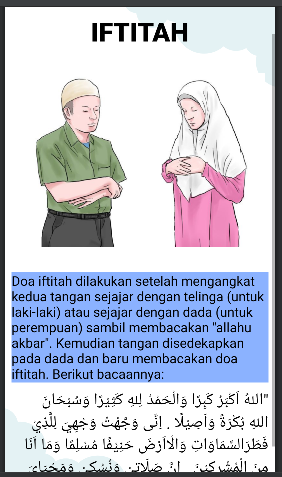 IFTITAH
Doa iftitah dilakukan setelah mengangkat
kedua tangan sejajar dengan telinga (untuk
laki-laki) atau sejajar dengan dada (untuk
perempuan) sambil membacakan "allahu
akbar". Kemudian tangan disedekapkan
pada dada dan baru membacakan doa
iftitah. Berikut bacaannya:
"اَللهُ اَكْبَرُ كَبِرًا وَالْحَمْدُ لِلهِ كَثِيْرًا وَسُبْحَانَ
اللهِ بُكْرَةً وَاَصِيْلًا . اِنِّى وَجَّهْتُ وَجْهِيَ لِلَّذِيْ
فَطَرَالسَّمَاوَاتِ وَالْاَرْضَ حَنِيْفًا مُسْلِمًا وَمَا اَنَا
مِنَ الْمُشْرِكِيْنَ . اِنَّ صَلَاتِيْ وَنُسُكِيْ وَمَحْيَايَ